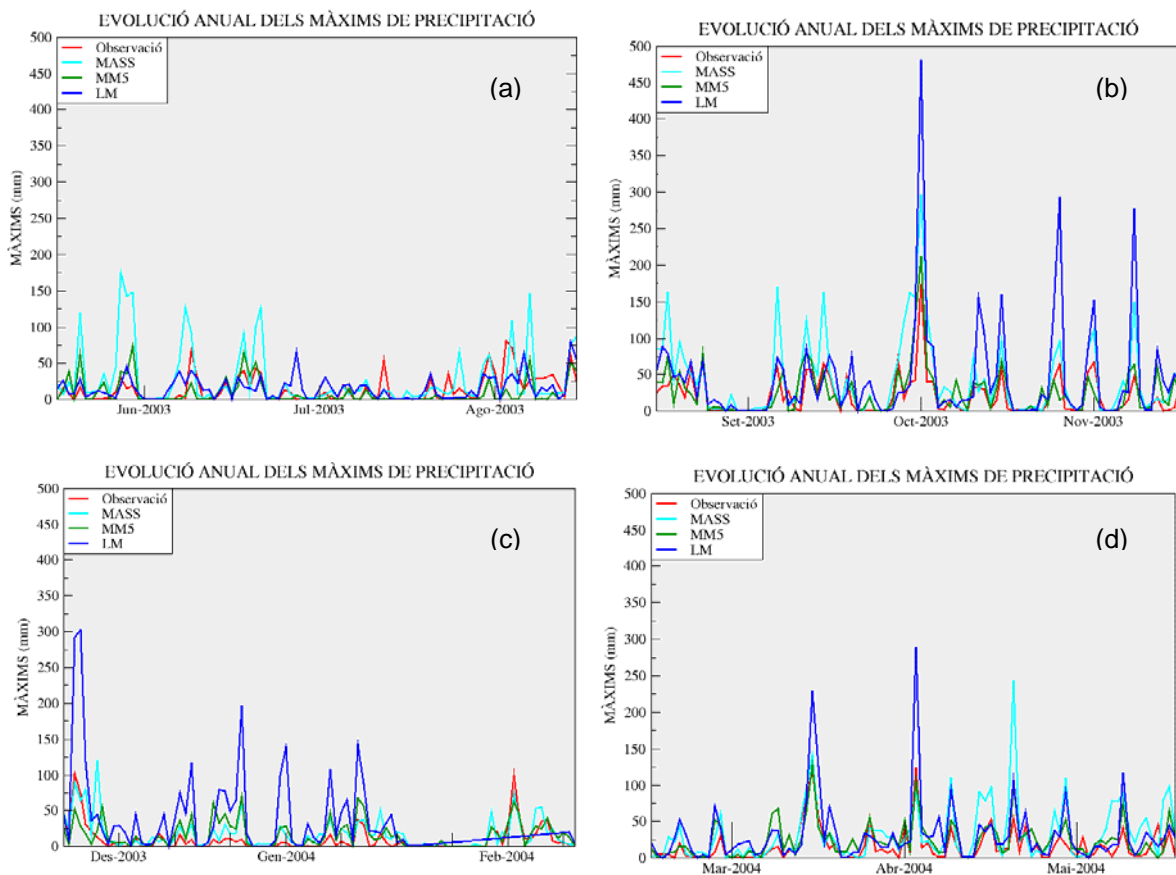 EVOLUCIÓ ANUAL DELS MÀXIMS DE PRECIPITACIÓ
MÀXIMS (mm)
500
450
400
350
300
250
200
150
100
50
0
Observació
MASS
MM5
LM
(a)
Jun-2003
Jul-2003
Ago-2003
EVOLUCIÓ ANUAL DELS MÀXIMS DE PRECIPITACIÓ
MÀXIMS (mm)
500
450
400
350
300
250
200
150
100
50
0
Observació
MASS
MM5
LM
(b)
Set-2003
Oct-2003
Nov-2003
EVOLUCIÓ ANUAL DELS MÀXIMS DE PRECIPITACIÓ
MÀXIMS (mm)
500
450
400
350
300
250
200
150
100
50
0
Observació
MASS
MM5
LM
(c)
Des-2003
Gen-2004
Feb-2004
EVOLUCIÓ ANUAL DELS MÀXIMS DE PRECIPITACIÓ
MÀXIMS (mm)
500
450
400
350
300
250
200
150
100
50
0
Observació
MASS
MM5
LM
(d)
Mar-2004
Abr-2004
Mai-2004